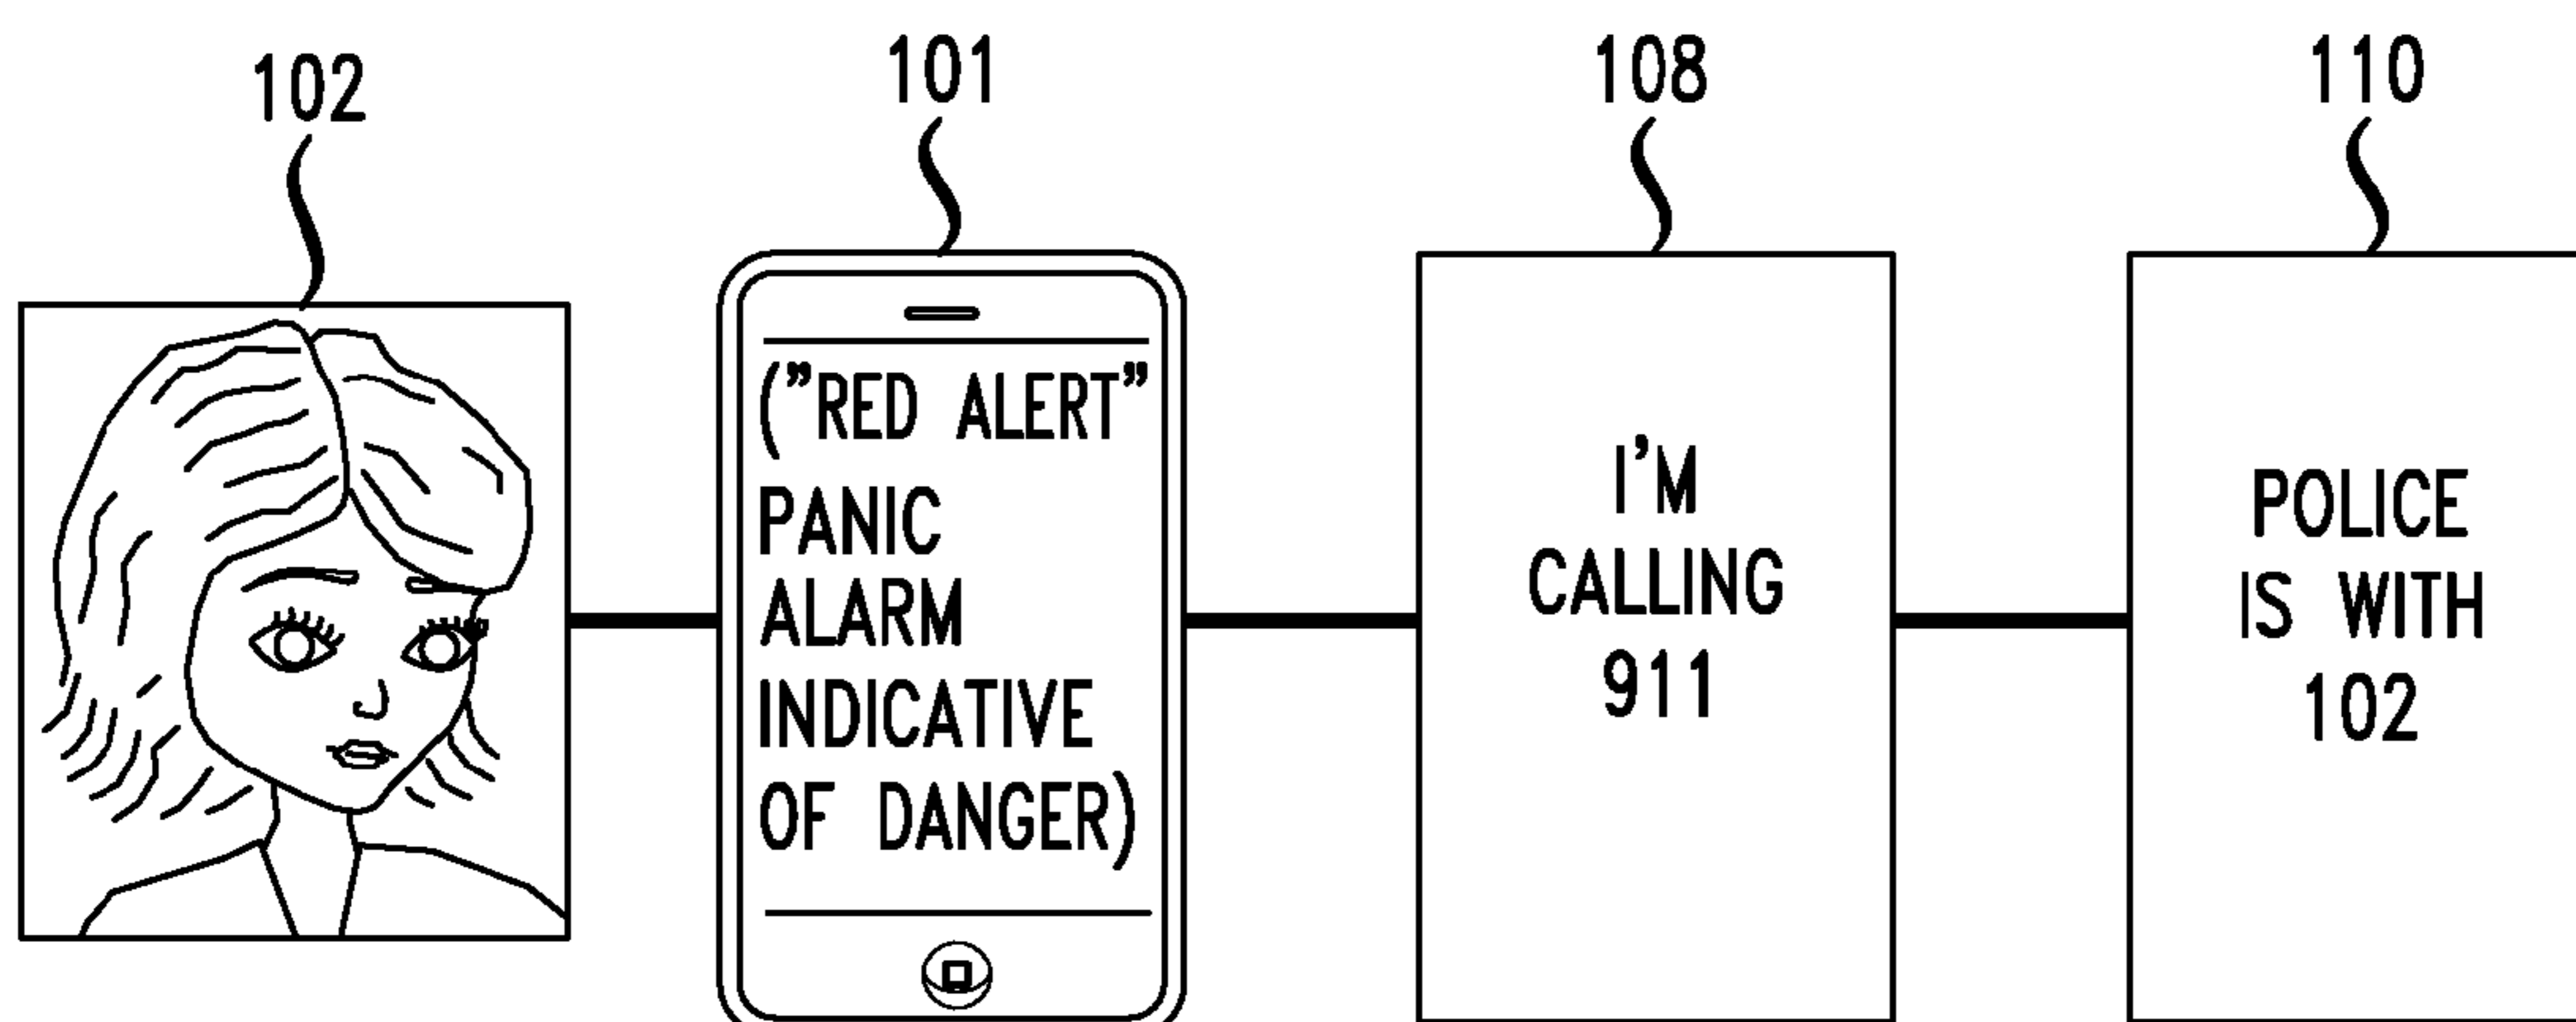 102
101
108
110
(”RED ALERT”
PANIC
ALARM
INDICATIVE
OF DANGER)
I’M
CALLING
911
POLICE
IS WITH
102